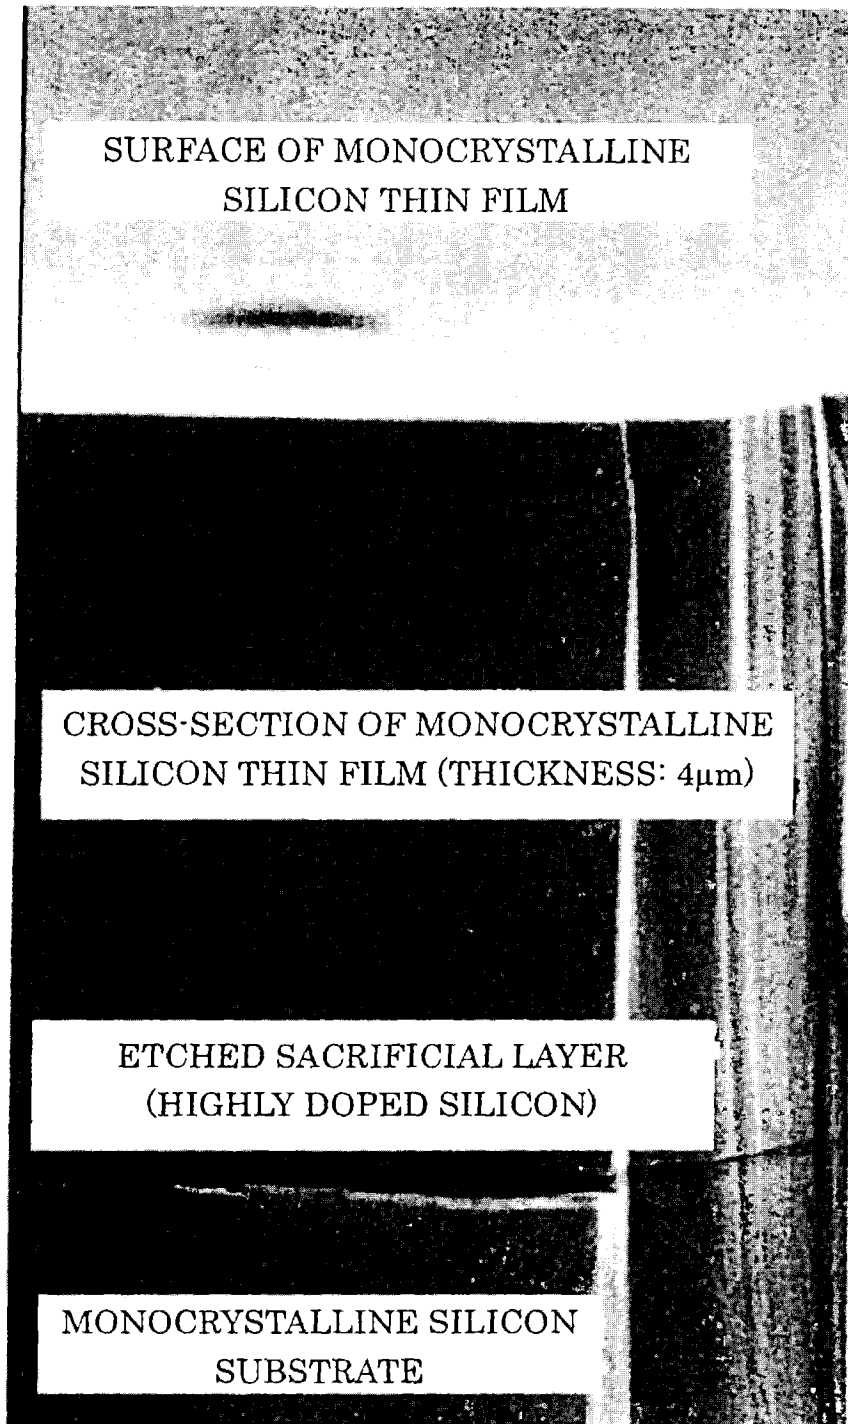 SURFACE OF MONOCRYSTALLINE
SILICON THIN FILM
CROSS-SECTION OF MONOCRYSTALLINE
SILICON THIN FILM (THICKNESS: 4μm)
ETCHED SACRIFICIAL LAYER
(HIGHLY DOPED SILICON)
MONOCRYSTALLINE SILICON
SUBSTRATE